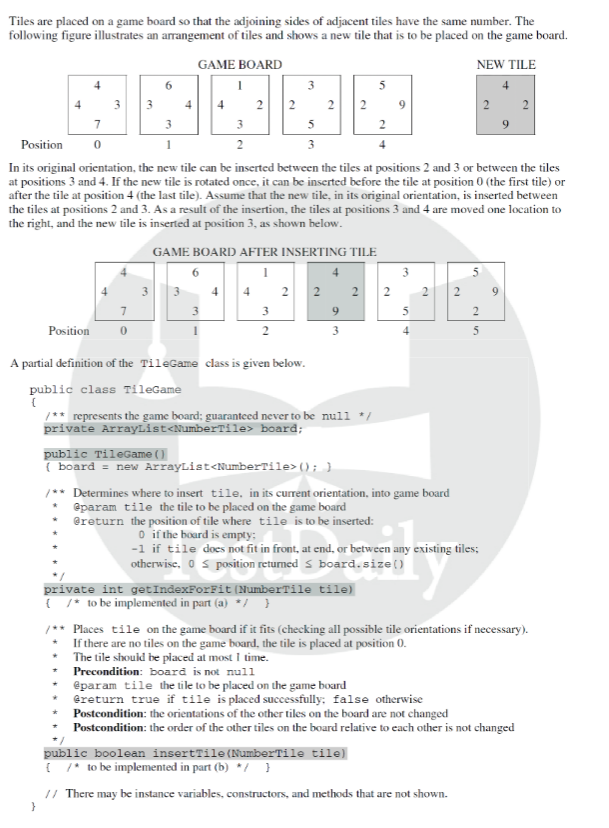 Tiles are placed on a game board so that the adjoining sides of adjacent tiles have the same number. The
following figure illustrates an arrangement of tiles and shows a new tile that is to be placed on the game board.
GAME BOARD NEW TILE
4 6 1 3 5 4
4 3 3 4 4 2 2 2 2 9 2 2
7 3 3 5 2 9
Position 0 1 2 3 4
In its original orientation, the new tile can be inserted between the tiles at positions 2 and 3 or between the tiles
at positions 3 and 4. If the new tile is rotated once, it can be inserted before the tile at position 0 (the first tile) or
after the tile at position 4 (the last tile). Assume that the new tile, in its original orientation, is inserted between
the tiles at positions 2 and 3. As a result of the insertion, the tiles at positions 3 and 4 are moved one location to
the right, and the new tile is inserted at position 3, as shown below.
GAME BOARD AFTER INSERTING TILE
4 6 1 4 3 5
4 3 3 4 4 2 2 2 2 2 2 9
7 3 3 9 5 2
Position 0 1 2 3 4 5
A partial definition of the TileGame class is given below.
public class TileGame
{
/** represents the game board; guaranteed never to be null */
private ArrayList<NumberTile> board;
public TileGame()
{ board = new ArrayList<NumberTile>(); }
/** Determines where to insert tile, in its current orientation, into game board
* @param tile the tile to be placed on the game board
* @return the position of tile where tile is to be inserted:
* 0 if the board is empty;
* -1 if tile does not fit in front, at end, or between any existing tiles;
* otherwise, 0 ≤ position returned ≤ board.size()
*/
private int getIndexForFit(NumberTile tile)
{ /* to be implemented in part (a) */ }
/** Places tile on the game board if it fits (checking all possible tile orientations if necessary).
* If there are no tiles on the game board, the tile is placed at position 0.
* The tile should be placed at most 1 time.
* Precondition: board is not null
* @param tile the tile to be placed on the game board
* @return true if tile is placed successfully; false otherwise
* Postcondition: the orientations of the other tiles on the board are not changed
* Postcondition: the order of the other tiles on the board relative to each other is not changed
*/
public boolean insertTile(NumberTile tile)
{ /* to be implemented in part (b) */ }
// There may be instance variables, constructors, and methods that are not shown.
}
TestDaily